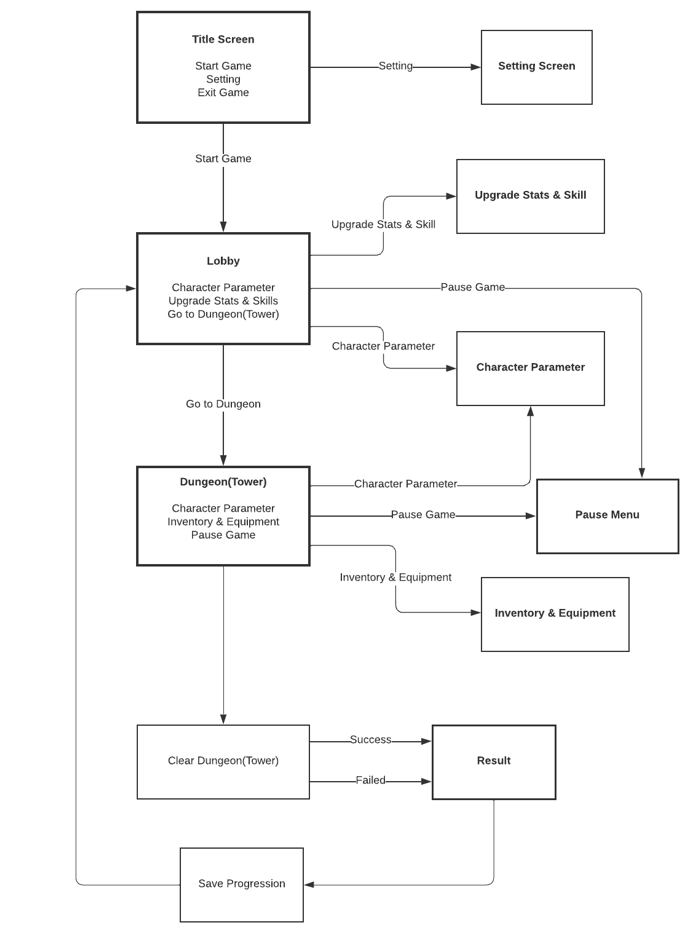 Title Screen
Start Game
Setting
Exit Game
Setting
Setting Screen
Start Game
Upgrade Stats & Skill
Upgrade Stats & Skill
Lobby
Character Parameter
Upgrade Stats & Skills
Go to Dungeon(Tower)
Pause Game
Character Parameter
Character Parameter
Go to Dungeon
Dungeon(Tower)
Character Parameter
Inventory & Equipment
Pause Game
Character Parameter
Pause Game
Pause Menu
Inventory & Equipment
Inventory & Equipment
Clear Dungeon(Tower)
Success
Failed
Result
Save Progression